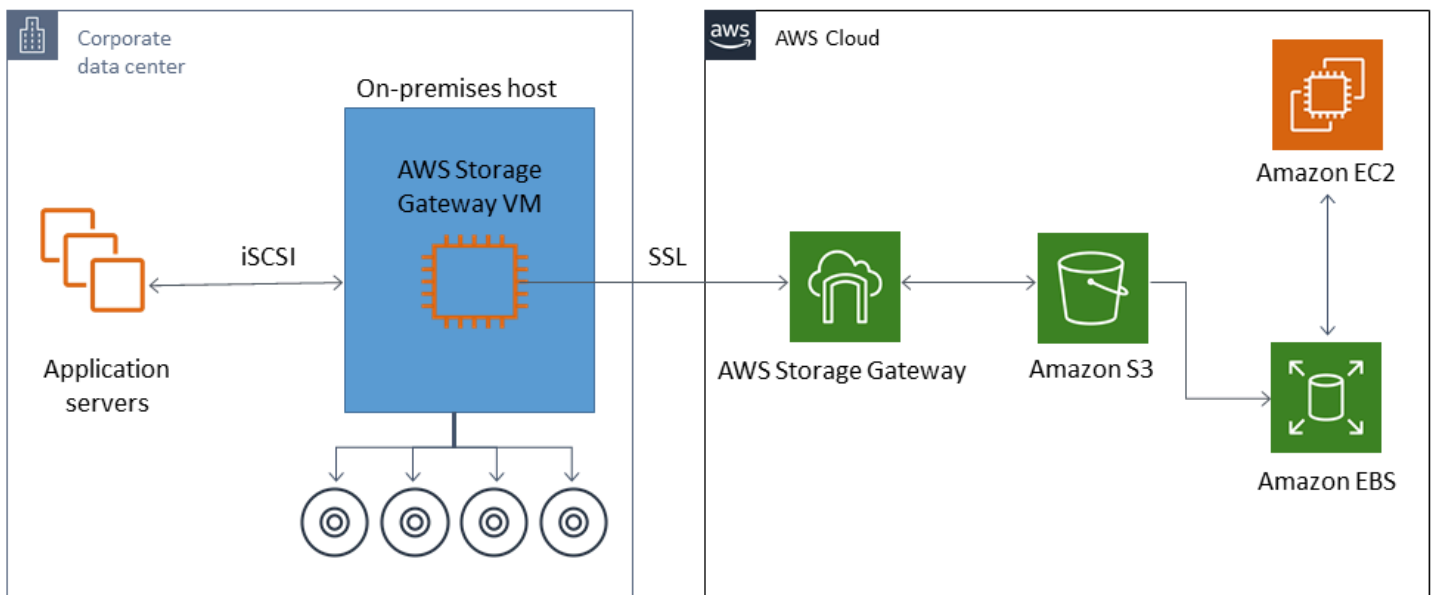 Corporate
data center
On-premises host
AWS Storage
Gateway VM
iSCSI
Application
servers
SSL
aws
AWS Cloud
AWS Storage Gateway
Amazon S3
Amazon EC2
Amazon EBS